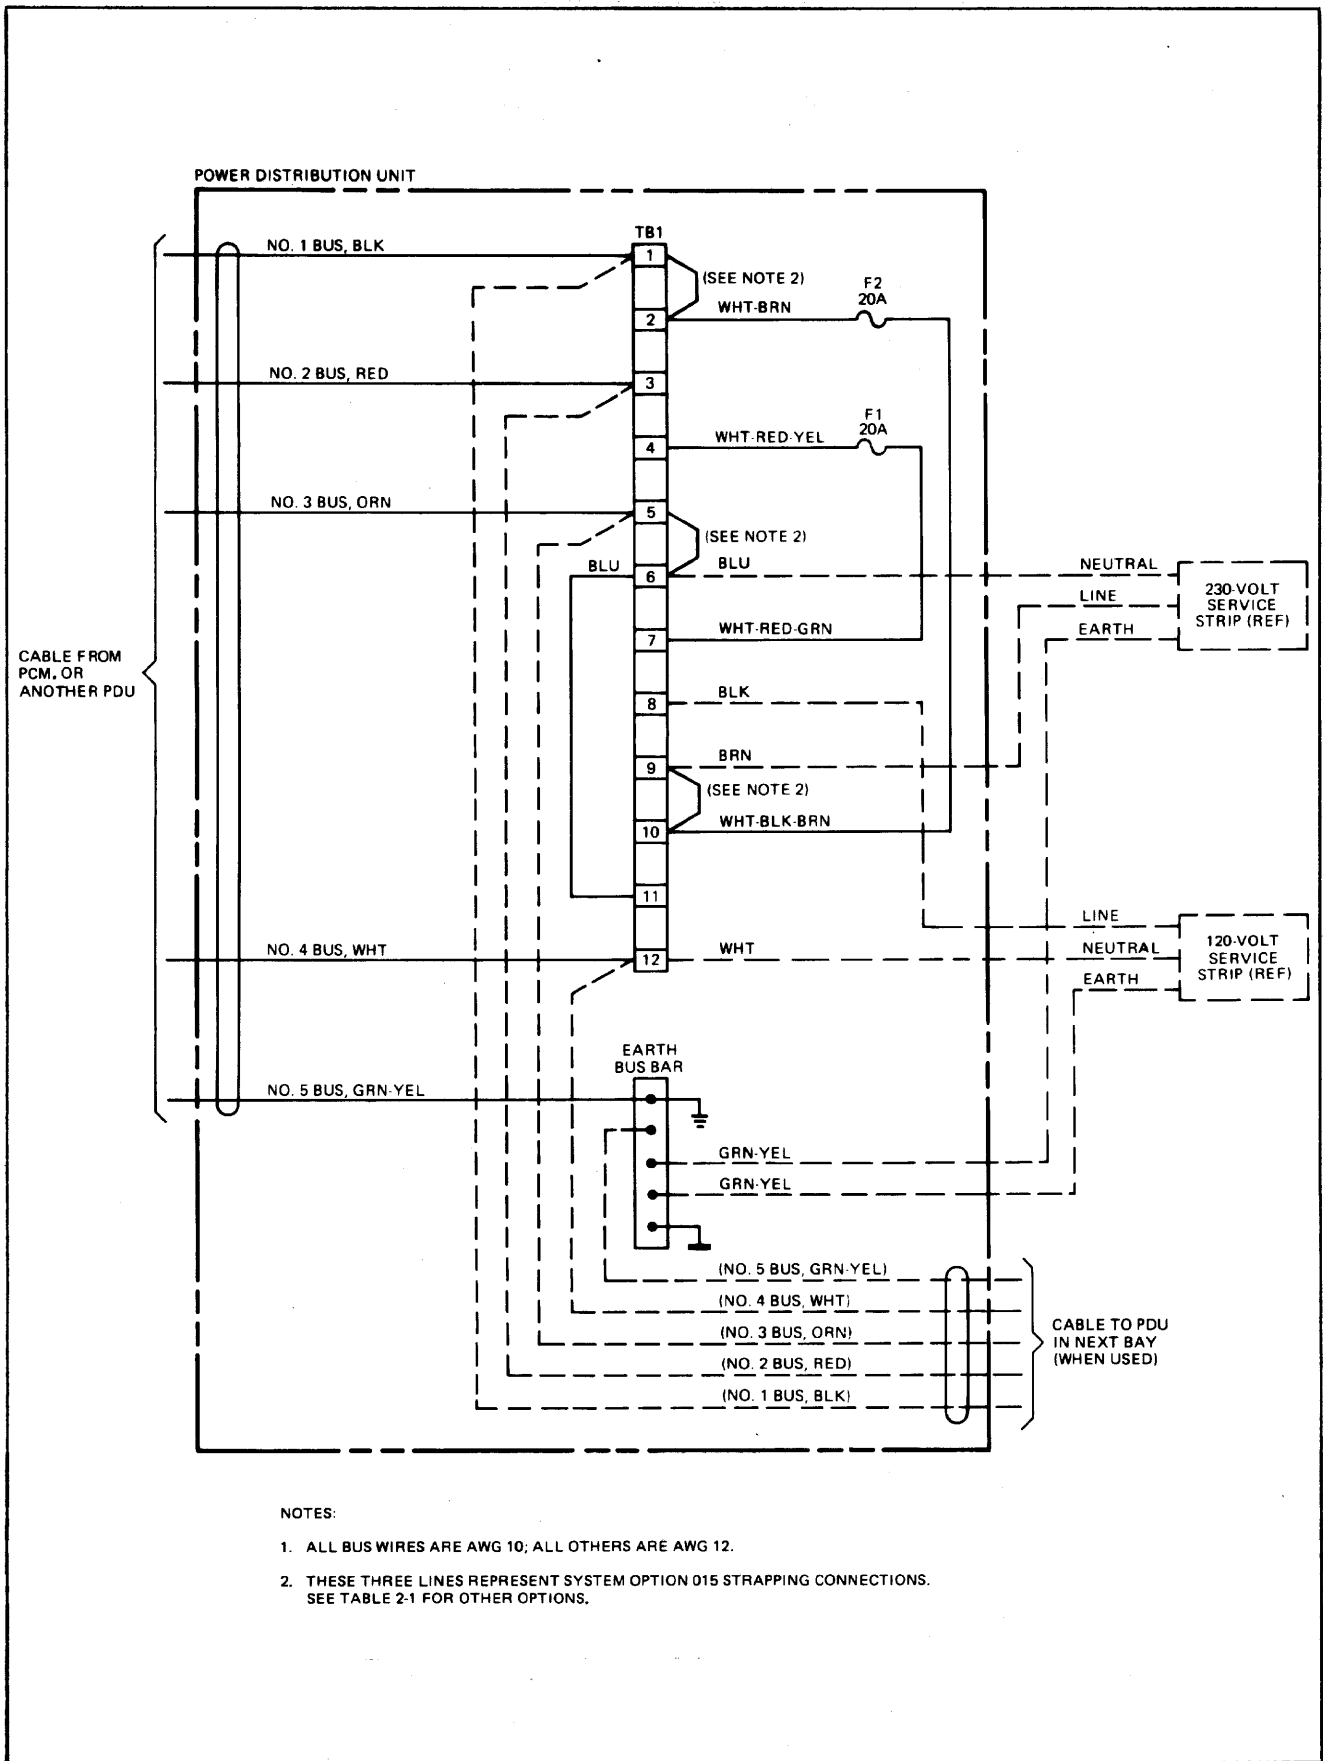 POWER DISTRIBUTION UNIT
TB1
NO. 1 BUS, BLK
1
(SEE NOTE 2)
F2
20A
WHT-BRN
2
NO. 2 BUS, RED
3
F1
20A
WHT-RED-YEL
4
NO. 3 BUS, ORN
5
(SEE NOTE 2)
BLU
6
BLU
NEUTRAL
LINE
EARTH
230-VOLT
SERVICE
STRIP (REF)
WHT-RED-GRN
7
CABLE FROM
PCM, OR
ANOTHER PDU
BLK
8
BRN
9
(SEE NOTE 2)
WHT-BLK-BRN
10
11
LINE
NEUTRAL
EARTH
120-VOLT
SERVICE
STRIP (REF)
NO. 4 BUS, WHT
12
WHT
EARTH
BUS BAR
NO. 5 BUS, GRN-YEL
GRN-YEL
GRN-YEL
(NO. 5 BUS, GRN-YEL)
(NO. 4 BUS, WHT)
(NO. 3 BUS, ORN)
(NO. 2 BUS, RED)
(NO. 1 BUS, BLK)
CABLE TO PDU
IN NEXT BAY
(WHEN USED)
NOTES:
1. ALL BUS WIRES ARE AWG 10; ALL OTHERS ARE AWG 12.
2. THESE THREE LINES REPRESENT SYSTEM OPTION 015 STRAPPING CONNECTIONS.
SEE TABLE 2-1 FOR OTHER OPTIONS.